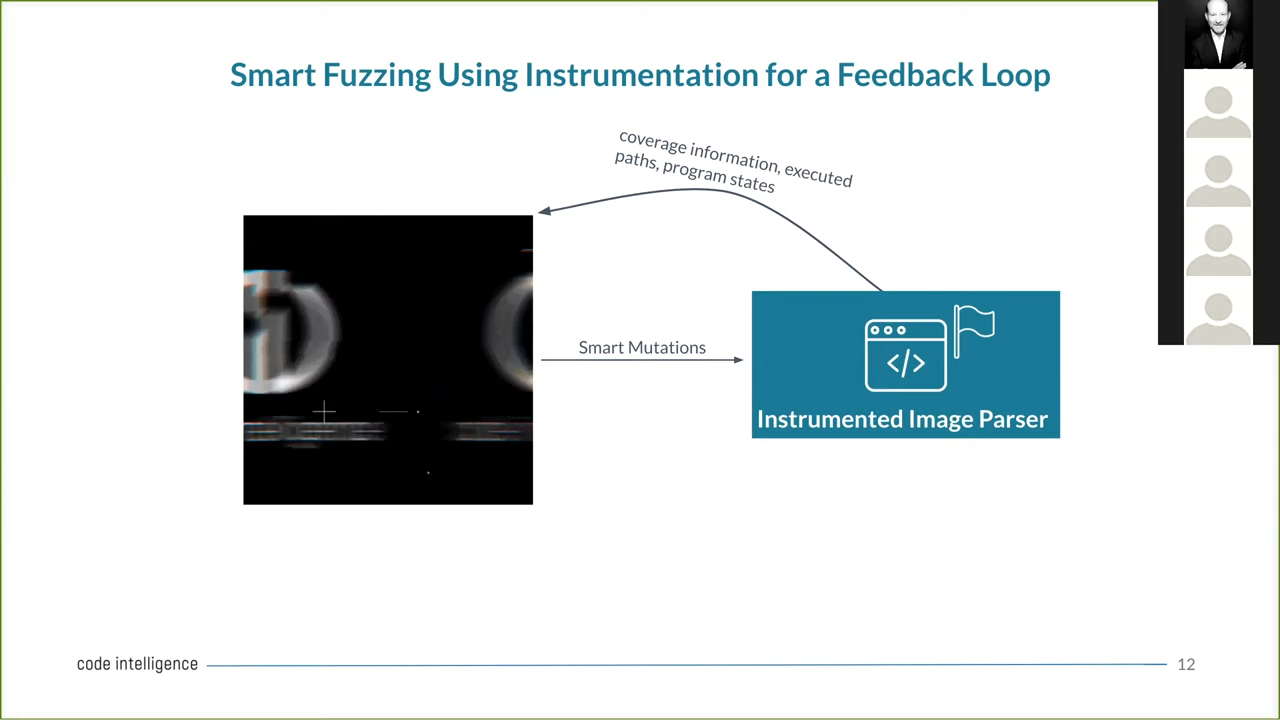 Smart Fuzzing Using Instrumentation for a Feedback Loop
coverage information, executed
paths, program states
Smart Mutations
</>
Instrumented Image Parser
code intelligence
12